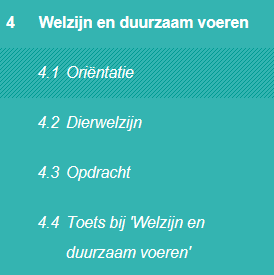 4 Welzijn en duurzaam voeren
4.1 Oriëntatie
4.2 Dierwelzijn
4.3 Opdracht
4.4 Toets bij 'Welzijn en
duurzaam voeren'